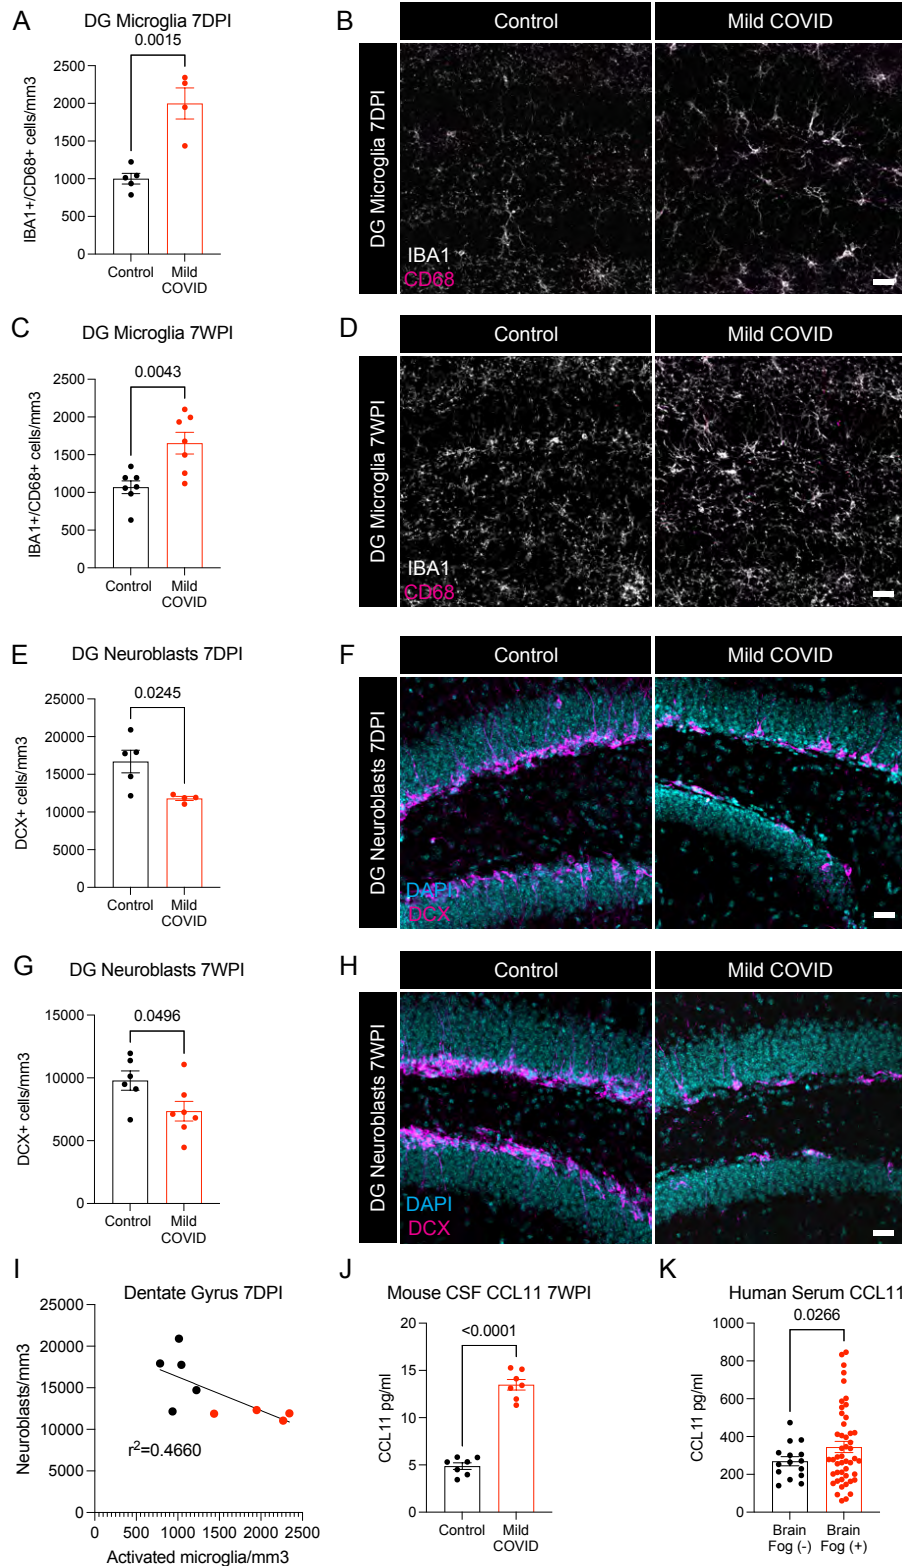 A
DG Microglia 7DPI
0.0015
IBA1+/CD68+ cells/mm3
2500
2000
1500
1000
500
0
Control
Mild
COVID
B
Control
Mild COVID
DG Microglia 7DPI
IBA1
CD68
C
DG Microglia 7WPI
0.0043
IBA1+/CD68+ cells/mm3
2500
2000
1500
1000
500
0
Control
Mild
COVID
D
Control
Mild COVID
DG Microglia 7WPI
IBA1
CD68
E
DG Neuroblasts 7DPI
0.0245
DCX+ cells/mm3
25000
20000
15000
10000
5000
0
Control
Mild
COVID
F
Control
Mild COVID
DG Neuroblasts 7DPI
DAPI
DCX
G
DG Neuroblasts 7WPI
0.0496
DCX+ cells/mm3
15000
10000
5000
0
Control
Mild
COVID
H
Control
Mild COVID
DG Neuroblasts 7WPI
DAPI
DCX
I
Dentate Gyrus 7DPI
Neuroblasts/mm3
25000
20000
15000
10000
5000
0
r²=0.4660
0 500 1000 1500 2000 2500
Activated microglia/mm3
J
Mouse CSF CCL11 7WPI
<0.0001
CCL11 pg/ml
20
15
10
5
0
Control
Mild
COVID
K
Human Serum CCL11
0.0266
CCL11 pg/ml
1000
800
600
400
200
0
Brain
Fog (-)
Brain
Fog (+)